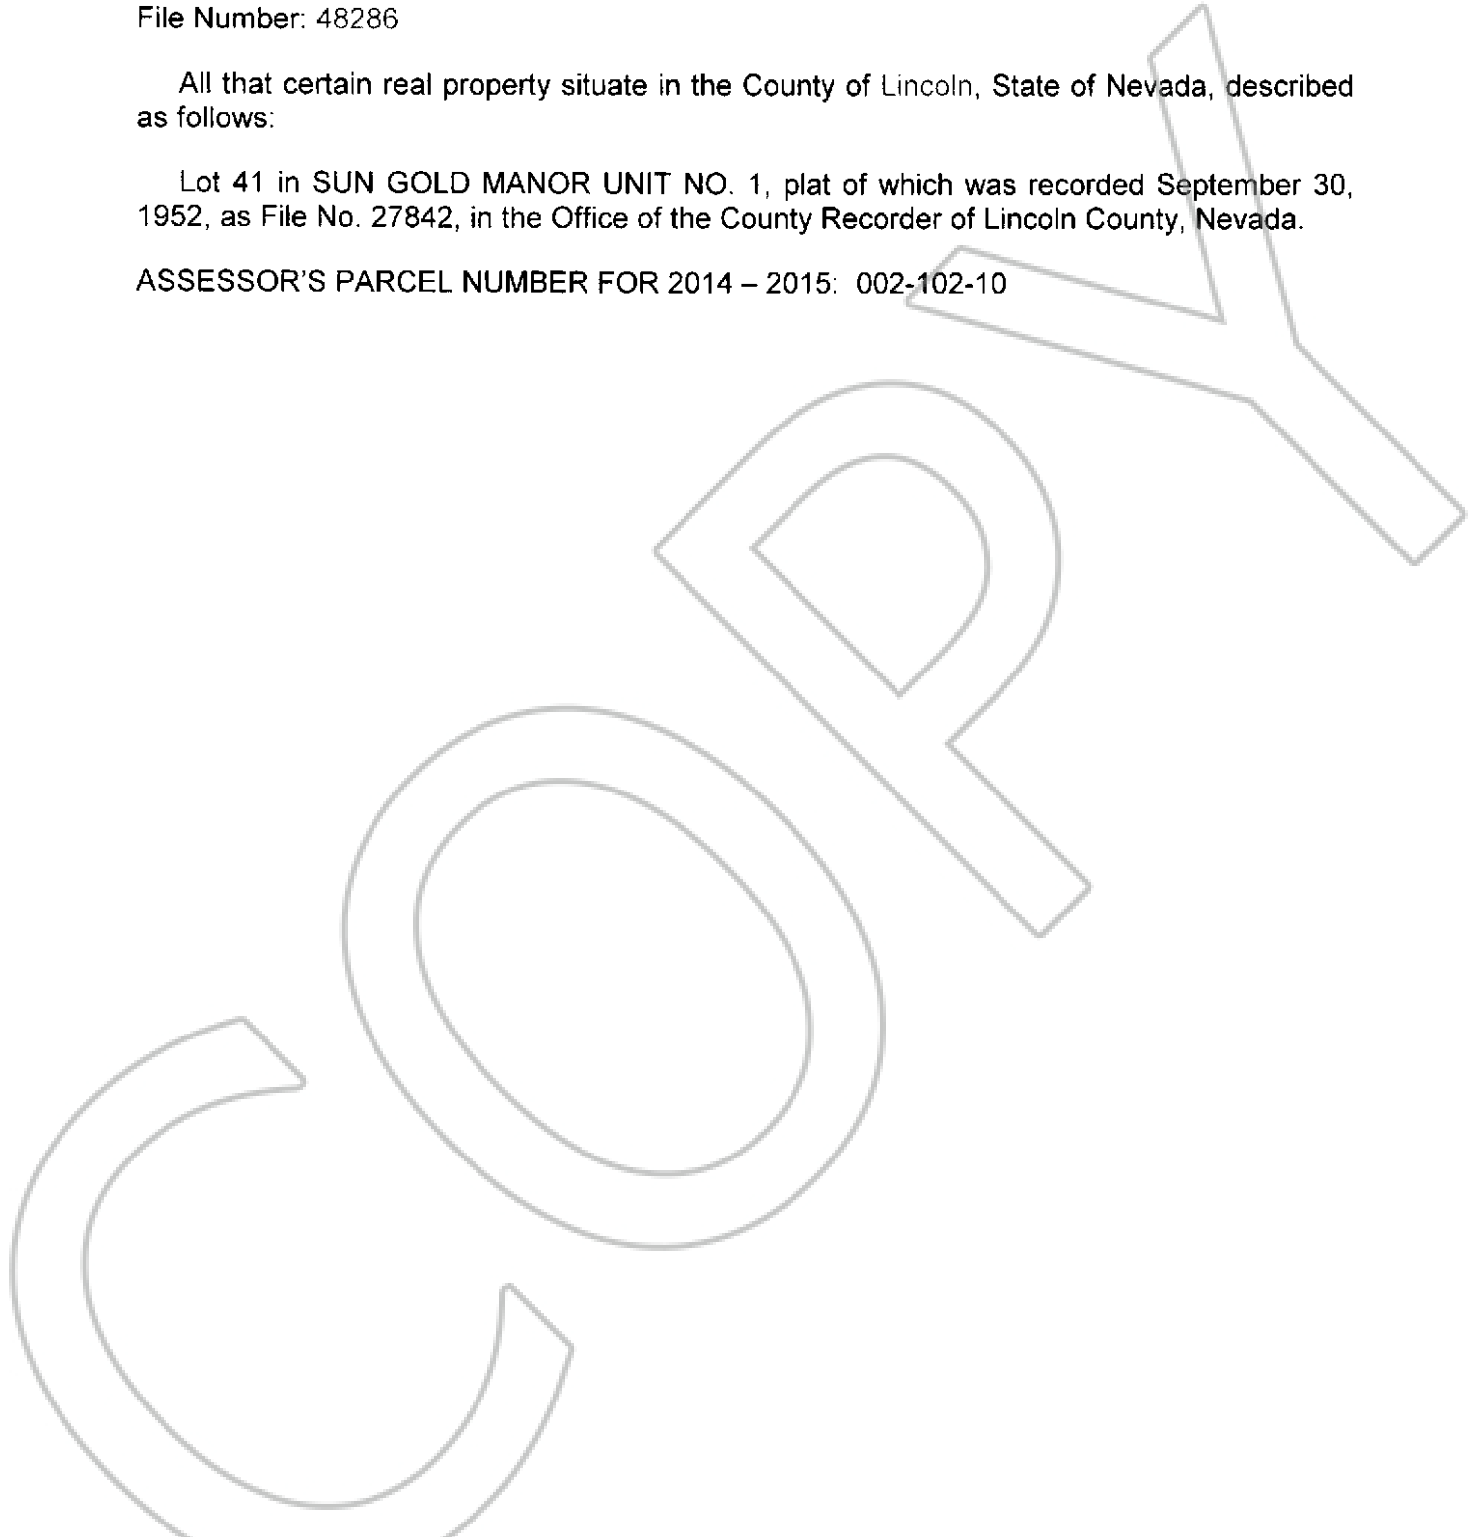 File Number: 48286
All that certain real property situate in the County of Lincoln, State of Nevada, described
as follows:
Lot 41 in SUN GOLD MANOR UNIT NO. 1, plat of which was recorded September 30,
1952, as File No. 27842, in the Office of the County Recorder of Lincoln County, Nevada.
ASSESSOR'S PARCEL NUMBER FOR 2014 – 2015:  002-102-10
COPY